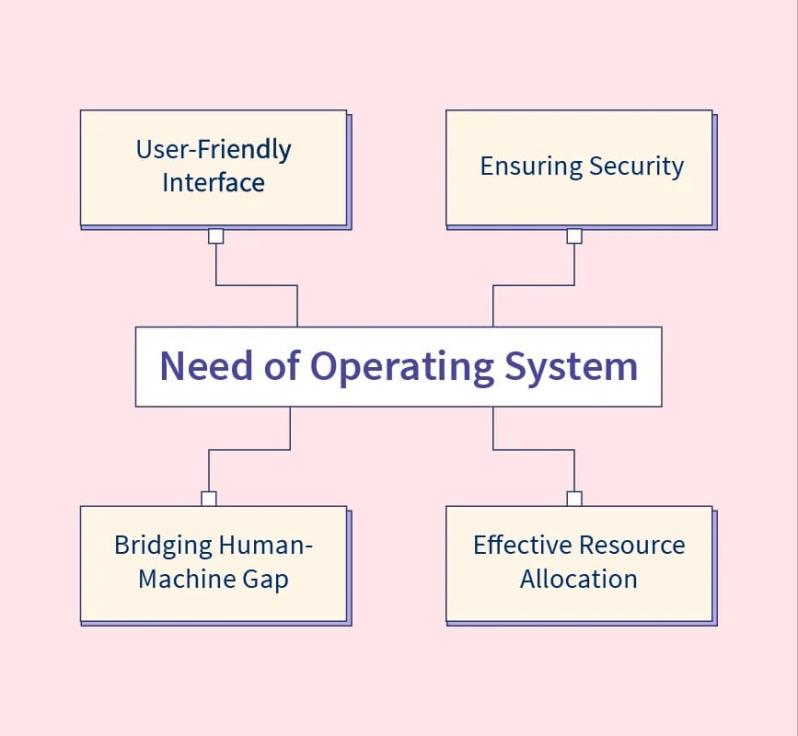 User-Friendly
Interface
Ensuring Security
Need of Operating System
Bridging Human-
Machine Gap
Effective Resource
Allocation